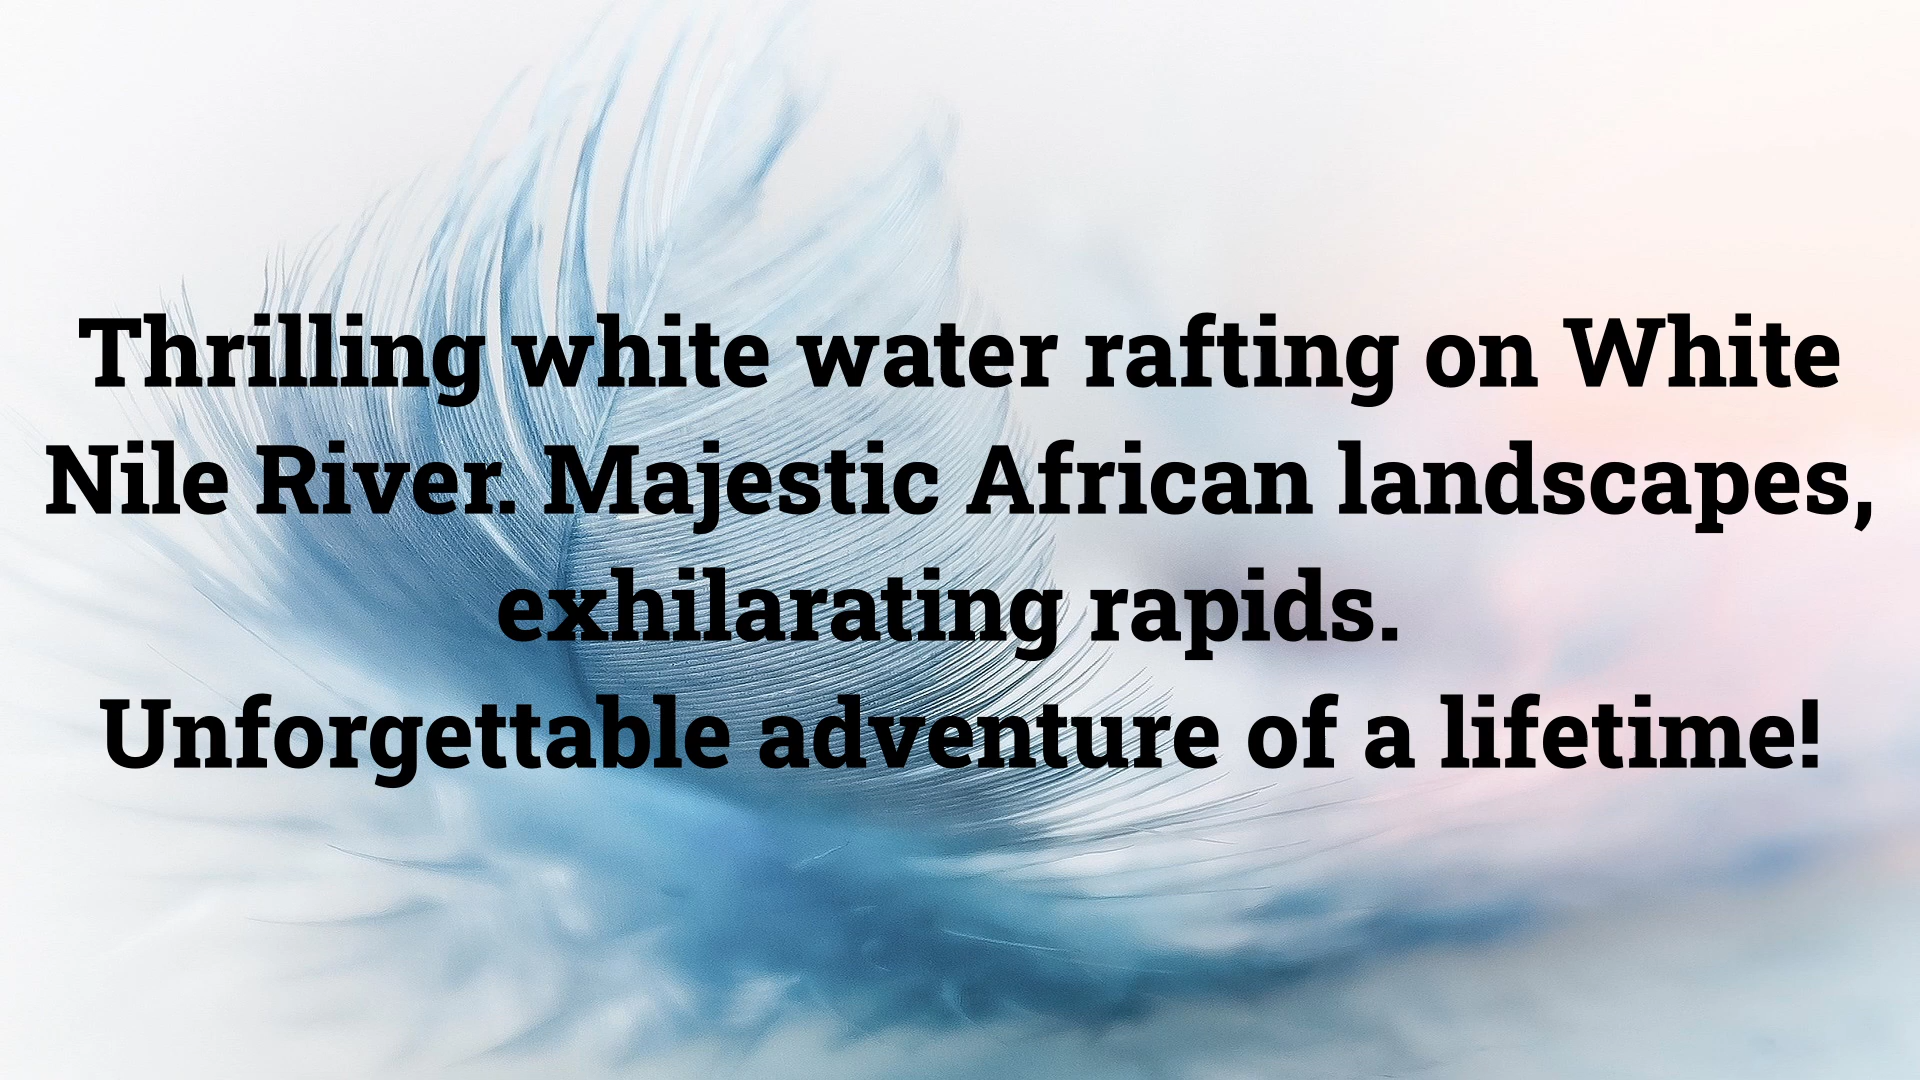 Thrilling white water rafting on White
Nile River. Majestic African landscapes,
exhilarating rapids.
Unforgettable adventure of a lifetime!